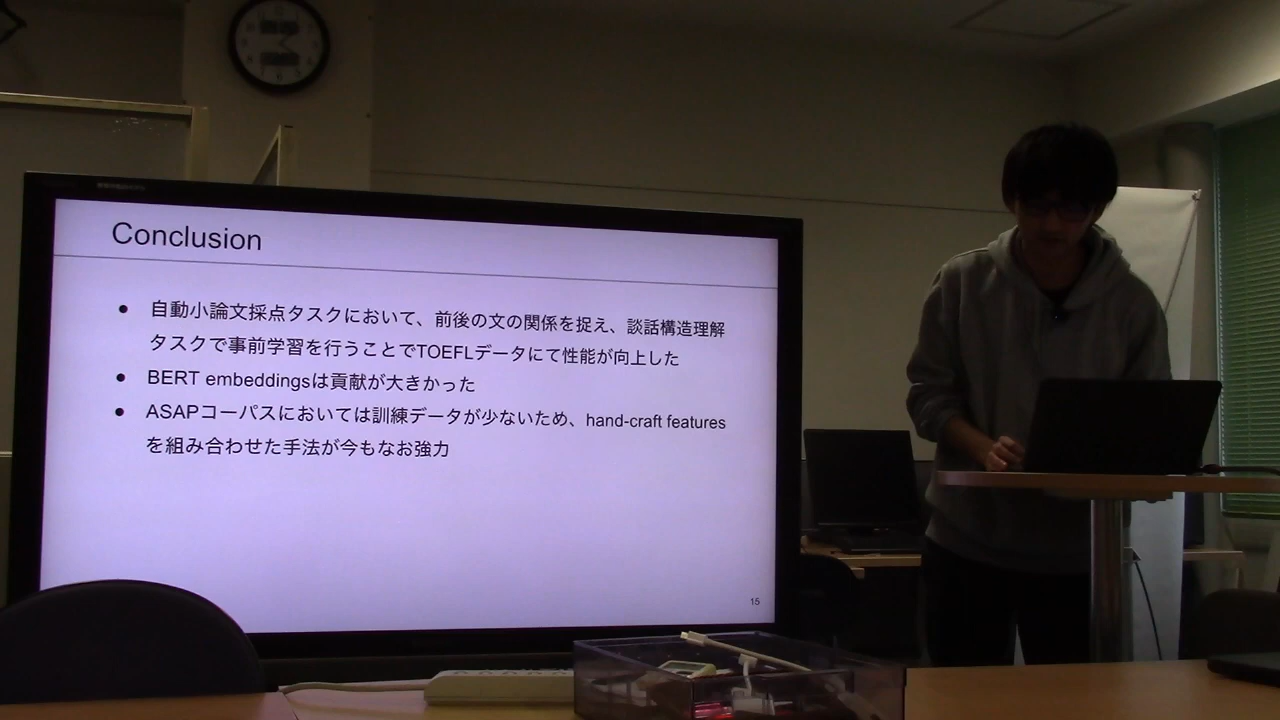 Conclusion
● 自動小論文採点タスクにおいて、前後の文の関係を捉え、談話構造理解
タスクで事前学習を行うことでTOEFLデータにて性能が向上した
● BERT embeddingsは貢献が大きかった
● ASAPコーパスにおいては訓練データが少ないため、hand-craft features
を組み合わせた手法が今もなお強力
15